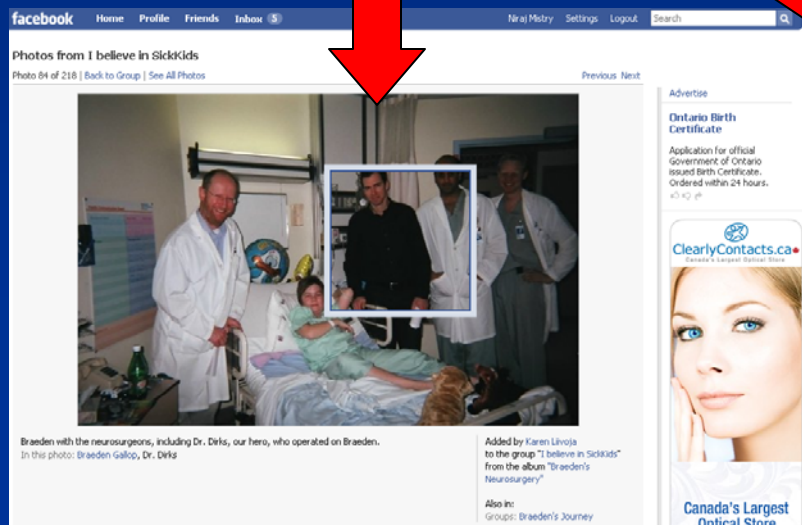 facebook Home Profile Friends Inbox 5 Niraj Mistry Settings Logout Search
Photos from I believe in SickKids
Photo 84 of 218 | Back to Group | See All Photos Previous Next
Advertise
Ontario Birth
Certificate
Application for official
Government of Ontario
issued Birth Certificate.
Ordered within 24 hours.
ClearlyContacts.ca
Canada's Largest Optical Store
Braeden with the neurosurgeons, including Dr. Dirks, our hero, who operated on Braeden.
In this photo: Braeden Gallop, Dr. Dirks
Added by Karen Liivoja
to the group "I believe in SickKids"
from the album "Braeden's
Neurosurgery"
Also in:
Groups: Braeden's Journey
Canada's Largest
Optical Store